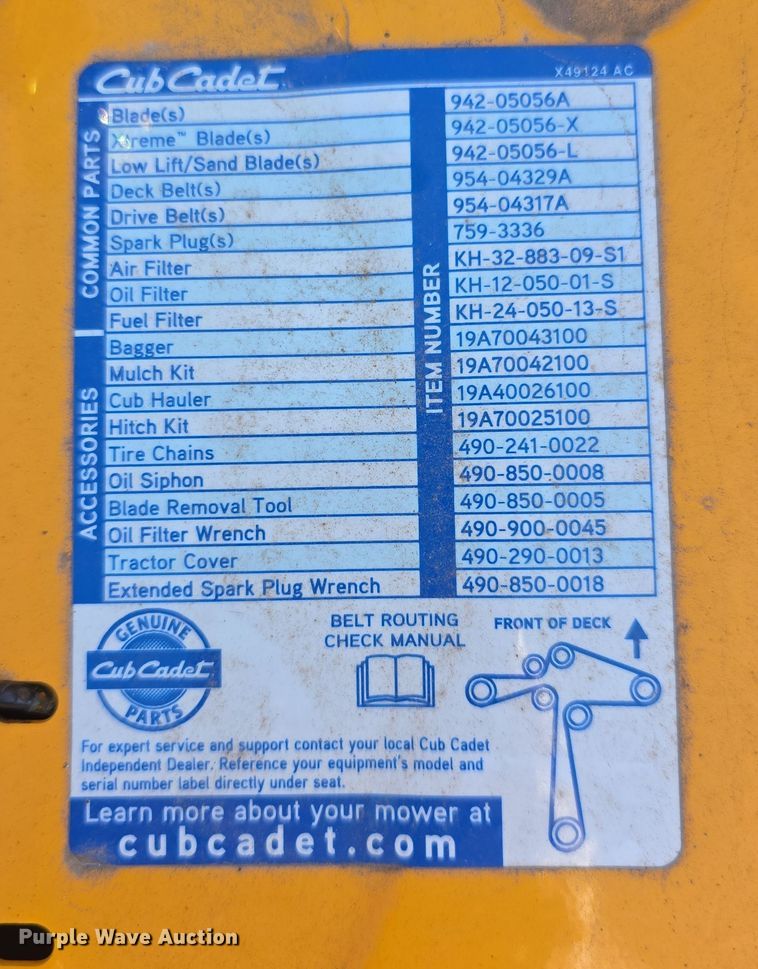 Cub Cadet X49124 AC
COMMON PARTS
ITEM NUMBER
Blade(s) 942-05056A
Xtreme™ Blade(s) 942-05056-X
Low Lift/Sand Blade(s) 942-05056-L
Deck Belt(s) 954-04329A
Drive Belt(s) 954-04317A
Spark Plug(s) 759-3336
Air Filter KH-32-883-09-S1
Oil Filter KH-12-050-01-S
Fuel Filter KH-24-050-13-S
ACCESSORIES
Bagger 19A70043100
Mulch Kit 19A70042100
Cub Hauler 19A40026100
Hitch Kit 19A70025100
Tire Chains 490-241-0022
Oil Siphon 490-850-0008
Blade Removal Tool 490-850-0005
Oil Filter Wrench 490-900-0045
Tractor Cover 490-290-0013
Extended Spark Plug Wrench 490-850-0018
GENUINE
Cub Cadet
PARTS
BELT ROUTING
CHECK MANUAL
FRONT OF DECK
For expert service and support contact your local Cub Cadet
Independent Dealer. Reference your equipment's model and
serial number label directly under seat.
Learn more about your mower at
cubcadet.com
Purple Wave Auction